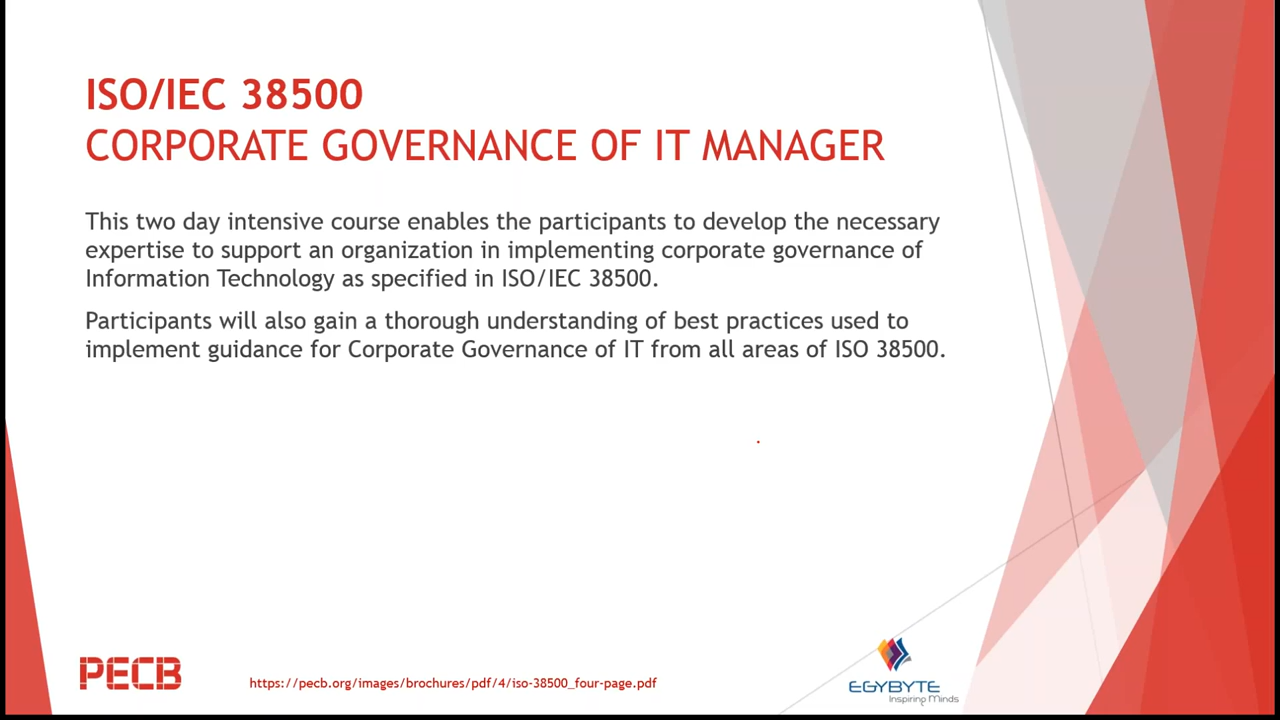 ISO/IEC 38500
CORPORATE GOVERNANCE OF IT MANAGER
This two day intensive course enables the participants to develop the necessary
expertise to support an organization in implementing corporate governance of
Information Technology as specified in ISO/IEC 38500.
Participants will also gain a thorough understanding of best practices used to
implement guidance for Corporate Governance of IT from all areas of ISO 38500.
PECB
https://pecb.org/images/brochures/pdf/4/iso-38500_four-page.pdf
EGYBYTE
Inspiring Minds